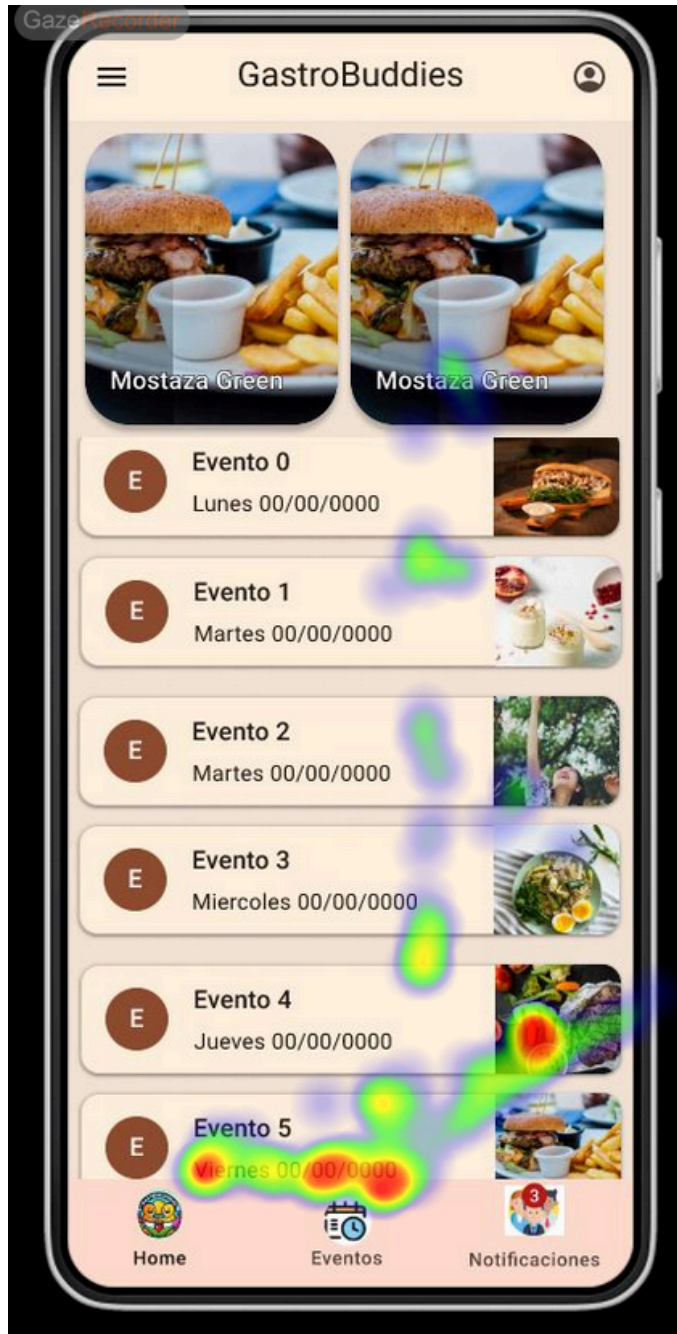 GazeRecorder
GastroBuddies
Mostaza Green
Mostaza Green
E
Evento 0
Lunes 00/00/0000
E
Evento 1
Martes 00/00/0000
E
Evento 2
Martes 00/00/0000
E
Evento 3
Miercoles 00/00/0000
E
Evento 4
Jueves 00/00/0000
E
Evento 5
Viernes 00/00/0000
3
Home
Eventos
Notificaciones